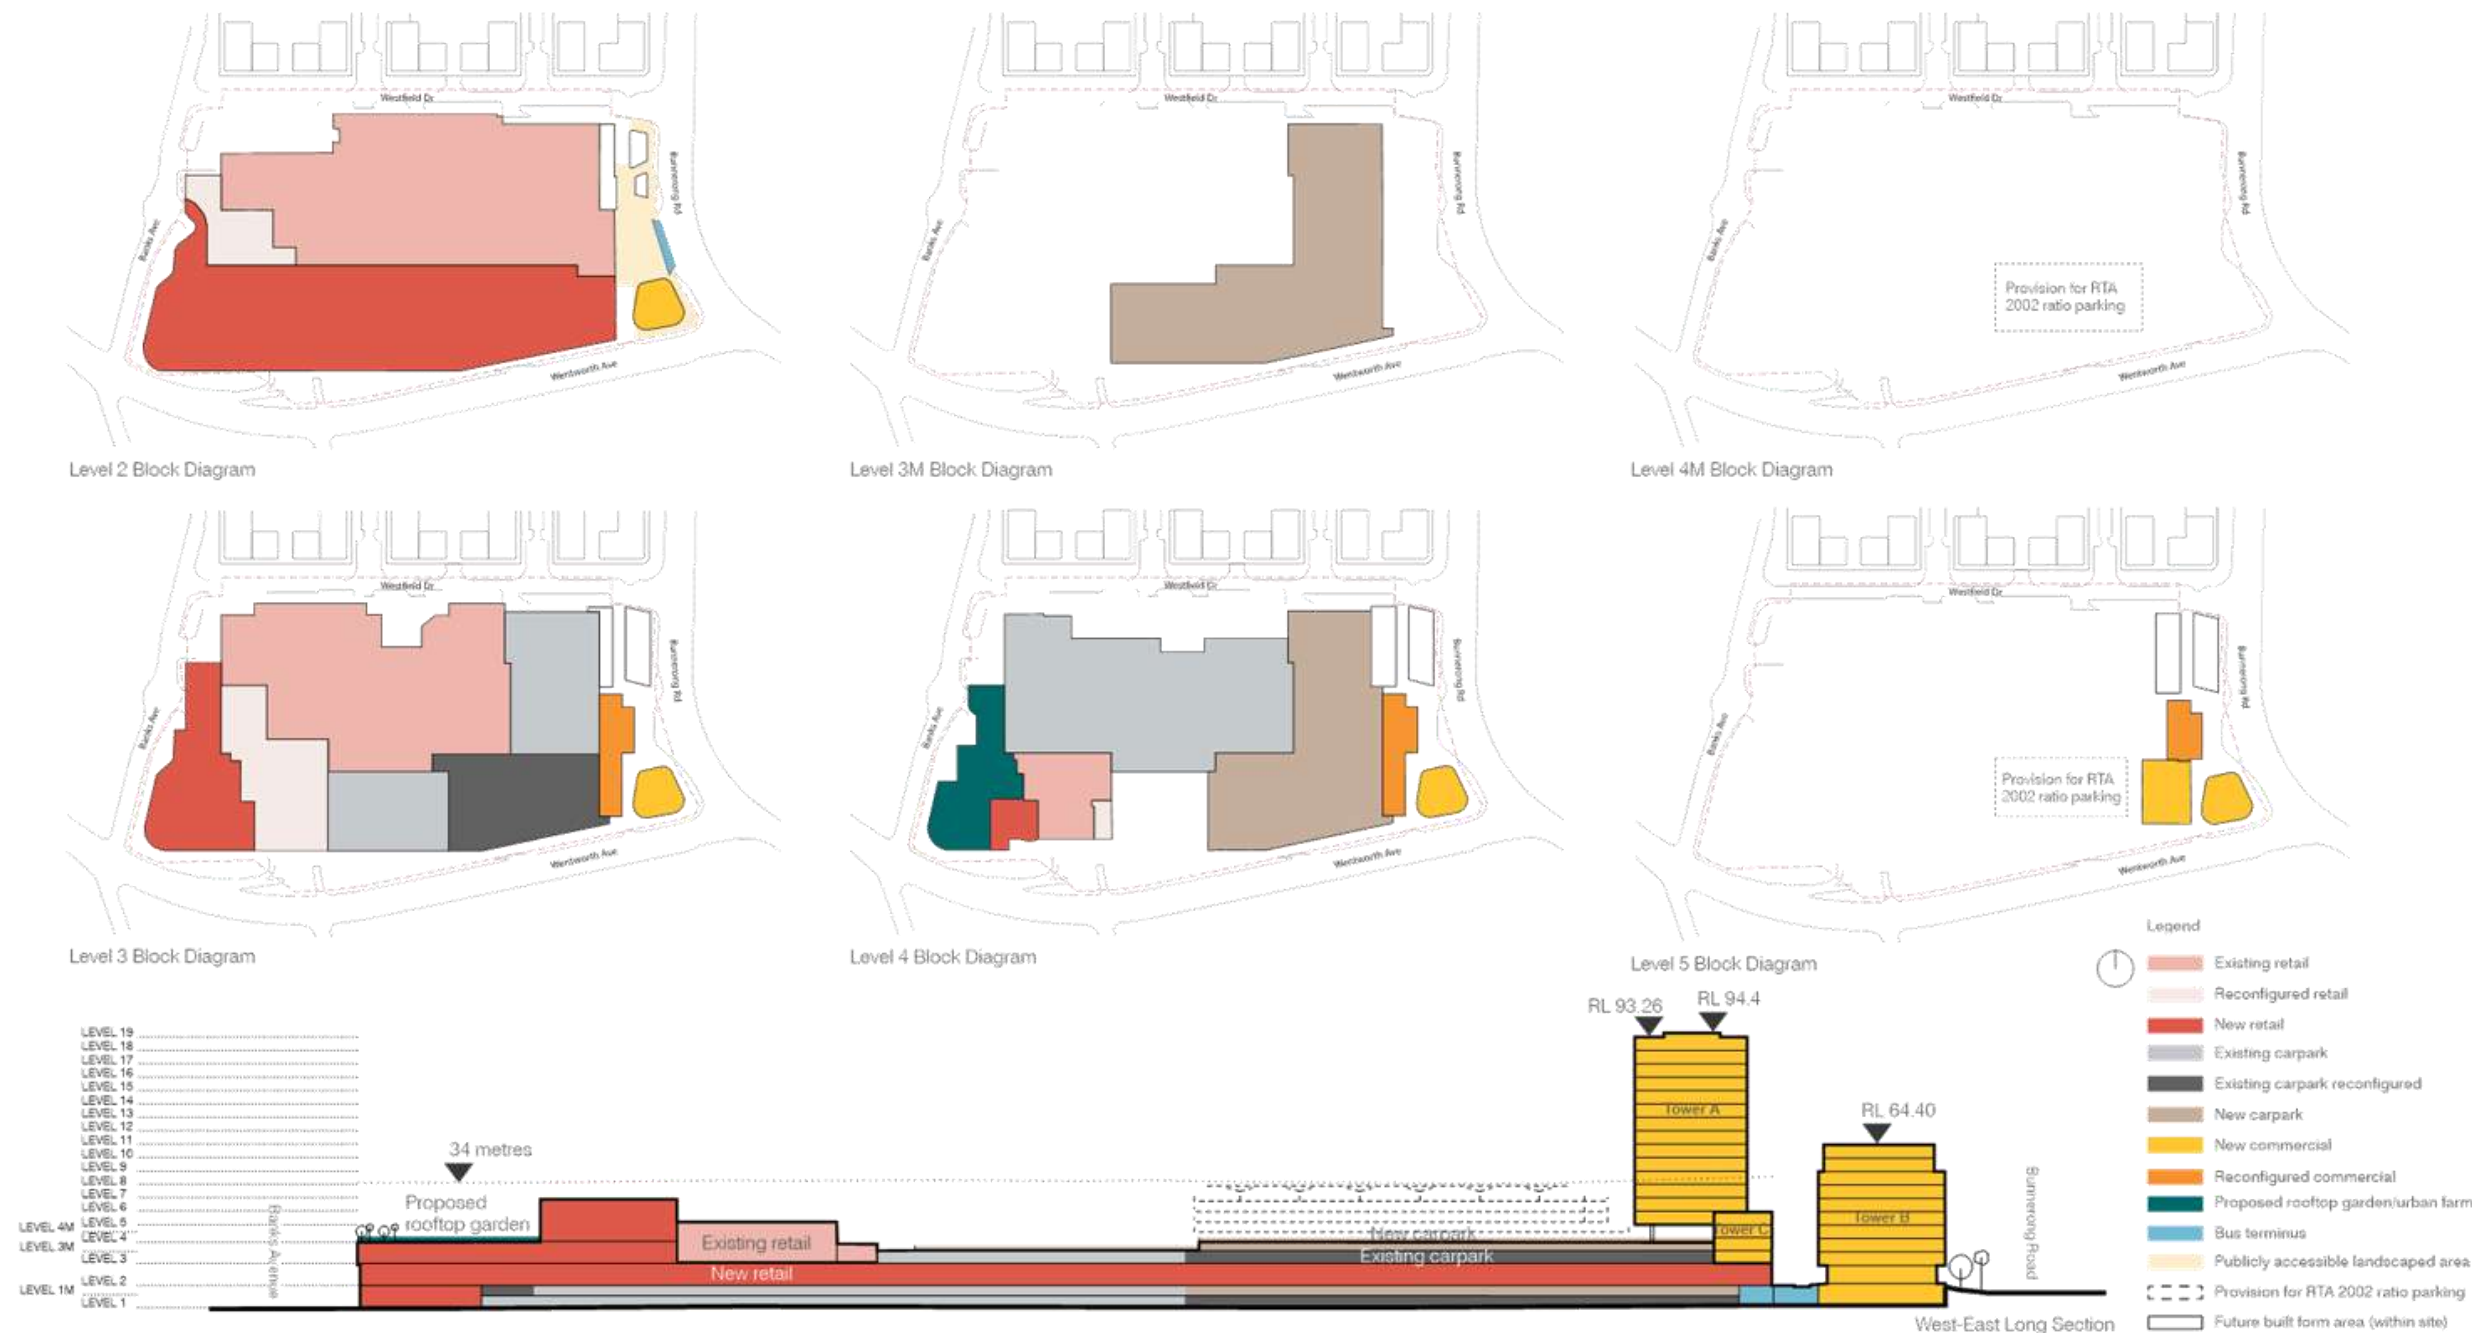 Westfield Dr
Bunnerong Rd
Banks Ave
Wentworth Ave
Level 2 Block Diagram
Westfield Dr
Bunnerong Rd
Banks Ave
Wentworth Ave
Level 3M Block Diagram
Westfield Dr
Bunnerong Rd
Banks Ave
Provision for RTA
2002 ratio parking
Wentworth Ave
Level 4M Block Diagram
Westfield Dr
Bunnerong Rd
Banks Ave
Wentworth Ave
Level 3 Block Diagram
Westfield Dr
Bunnerong Rd
Banks Ave
Wentworth Ave
Level 4 Block Diagram
Westfield Dr
Bunnerong Rd
Banks Ave
Provision for RTA
2002 ratio parking
Wentworth Ave
Level 5 Block Diagram
Legend
Existing retail
Reconfigured retail
New retail
Existing carpark
Existing carpark reconfigured
New carpark
New commercial
Reconfigured commercial
Proposed rooftop garden/urban farm
Bus terminus
Publicly accessible landscaped area
Provision for RTA 2002 ratio parking
Future built form area (within site)
RL 93.26
RL 94.4
RL 64.40
34 metres
LEVEL 19
LEVEL 18
LEVEL 17
LEVEL 16
LEVEL 15
LEVEL 14
LEVEL 13
LEVEL 12
LEVEL 11
LEVEL 10
LEVEL 9
LEVEL 8
LEVEL 7
LEVEL 6
LEVEL 5
LEVEL 4M
LEVEL 4
LEVEL 3M
LEVEL 3
LEVEL 2
LEVEL 1M
LEVEL 1
Banks Avenue
Proposed
rooftop garden
Existing retail
New retail
New carpark
Existing carpark
Tower A
Tower C
Tower B
Bunnerong Road
West-East Long Section